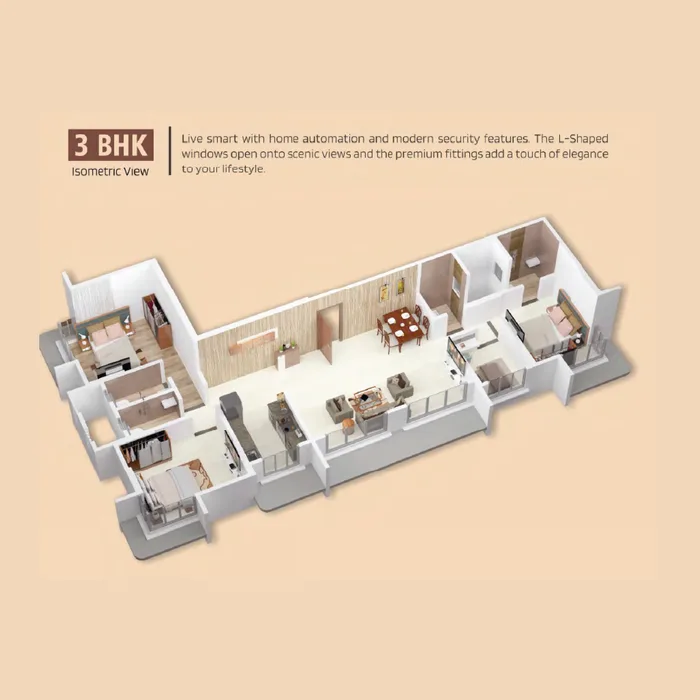 3 BHK
Isometric View
Live smart with home automation and modern security features. The L-Shaped
windows open onto scenic views and the premium fittings add a touch of elegance
to your lifestyle.